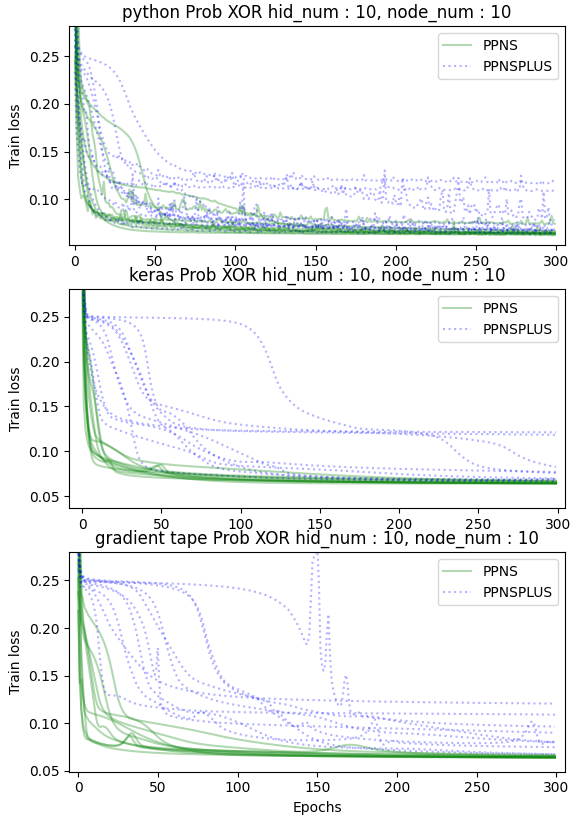 python Prob XOR hid_num : 10, node_num : 10
PPNS
PPNSPLUS
0.25
0.20
0.15
0.10
Train loss
0 50 100 150 200 250 300
keras Prob XOR hid_num : 10, node_num : 10
PPNS
PPNSPLUS
0.25
0.20
0.15
0.10
0.05
Train loss
0 50 100 150 200 250 300
gradient tape Prob XOR hid_num : 10, node_num : 10
PPNS
PPNSPLUS
0.25
0.20
0.15
0.10
0.05
Train loss
0 50 100 150 200 250 300
Epochs